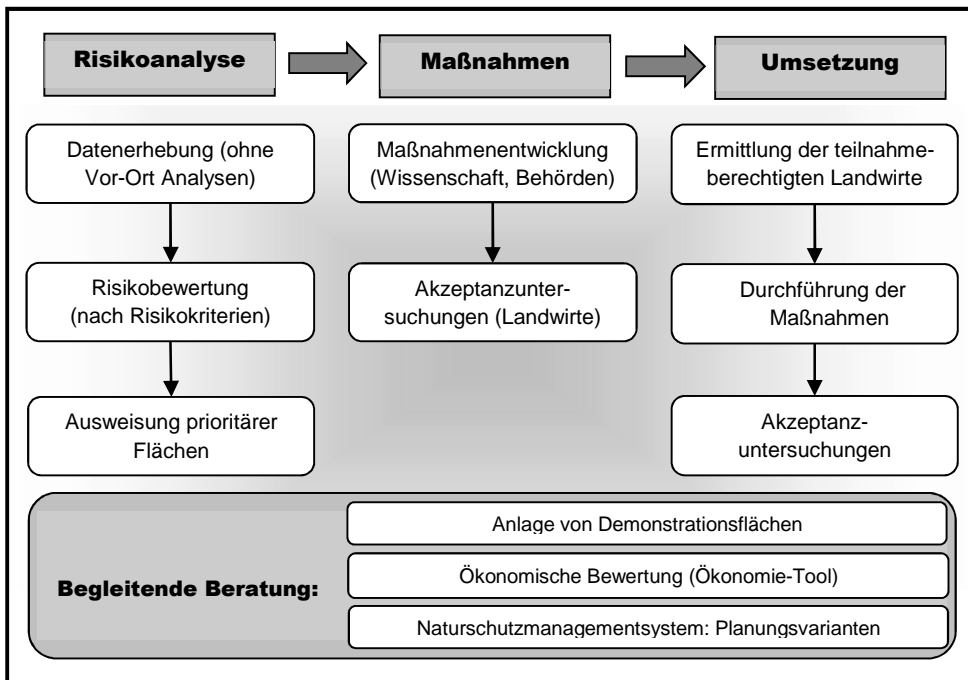 Risikoanalyse
Maßnahmen
Umsetzung
Datenerhebung (ohne
Vor-Ort Analysen)
Risikobewertung
(nach Risikokriterien)
Ausweisung prioritärer
Flächen
Maßnahmenentwicklung
(Wissenschaft, Behörden)
Akzeptanzunter-
suchungen (Landwirte)
Ermittlung der teilnahme-
berechtigten Landwirte
Durchführung der
Maßnahmen
Akzeptanz-
untersuchungen
Begleitende Beratung:
Anlage von Demonstrationsflächen
Ökonomische Bewertung (Ökonomie-Tool)
Naturschutzmanagementsystem: Planungsvarianten